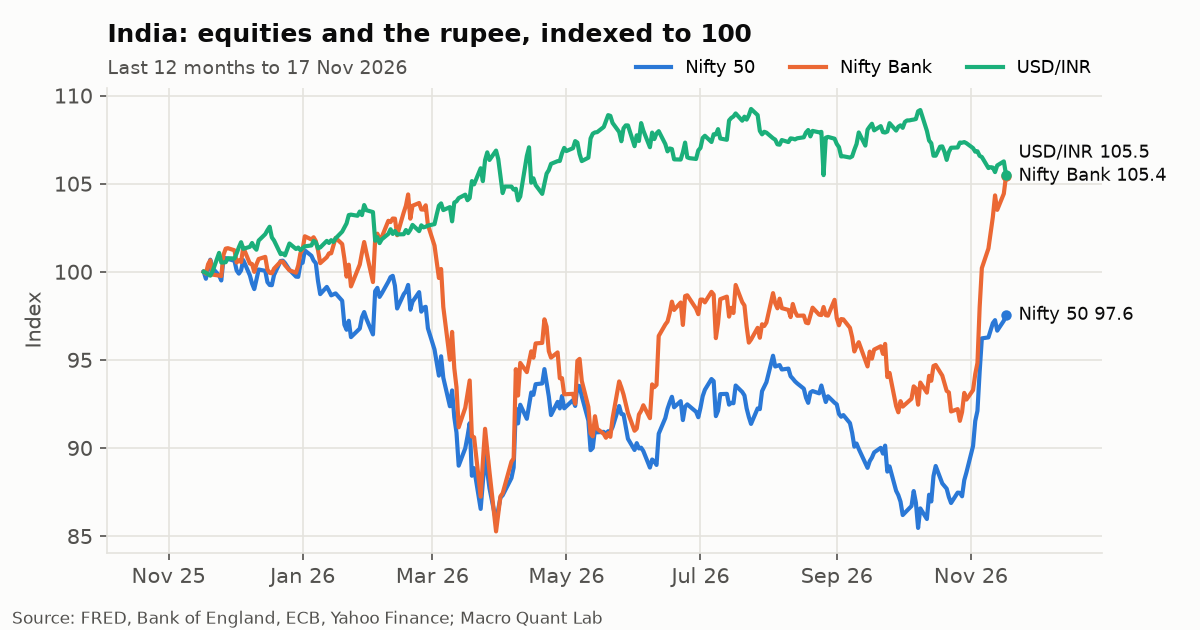 India: equities and the rupee, indexed to 100
Last 12 months to 17 Nov 2026
Nifty 50
Nifty Bank
USD/INR
110
105
100
95
90
85
Index
USD/INR 105.5
Nifty Bank 105.4
Nifty 50 97.6
Nov 25
Jan 26
Mar 26
May 26
Jul 26
Sep 26
Nov 26
Source: FRED, Bank of England, ECB, Yahoo Finance; Macro Quant Lab